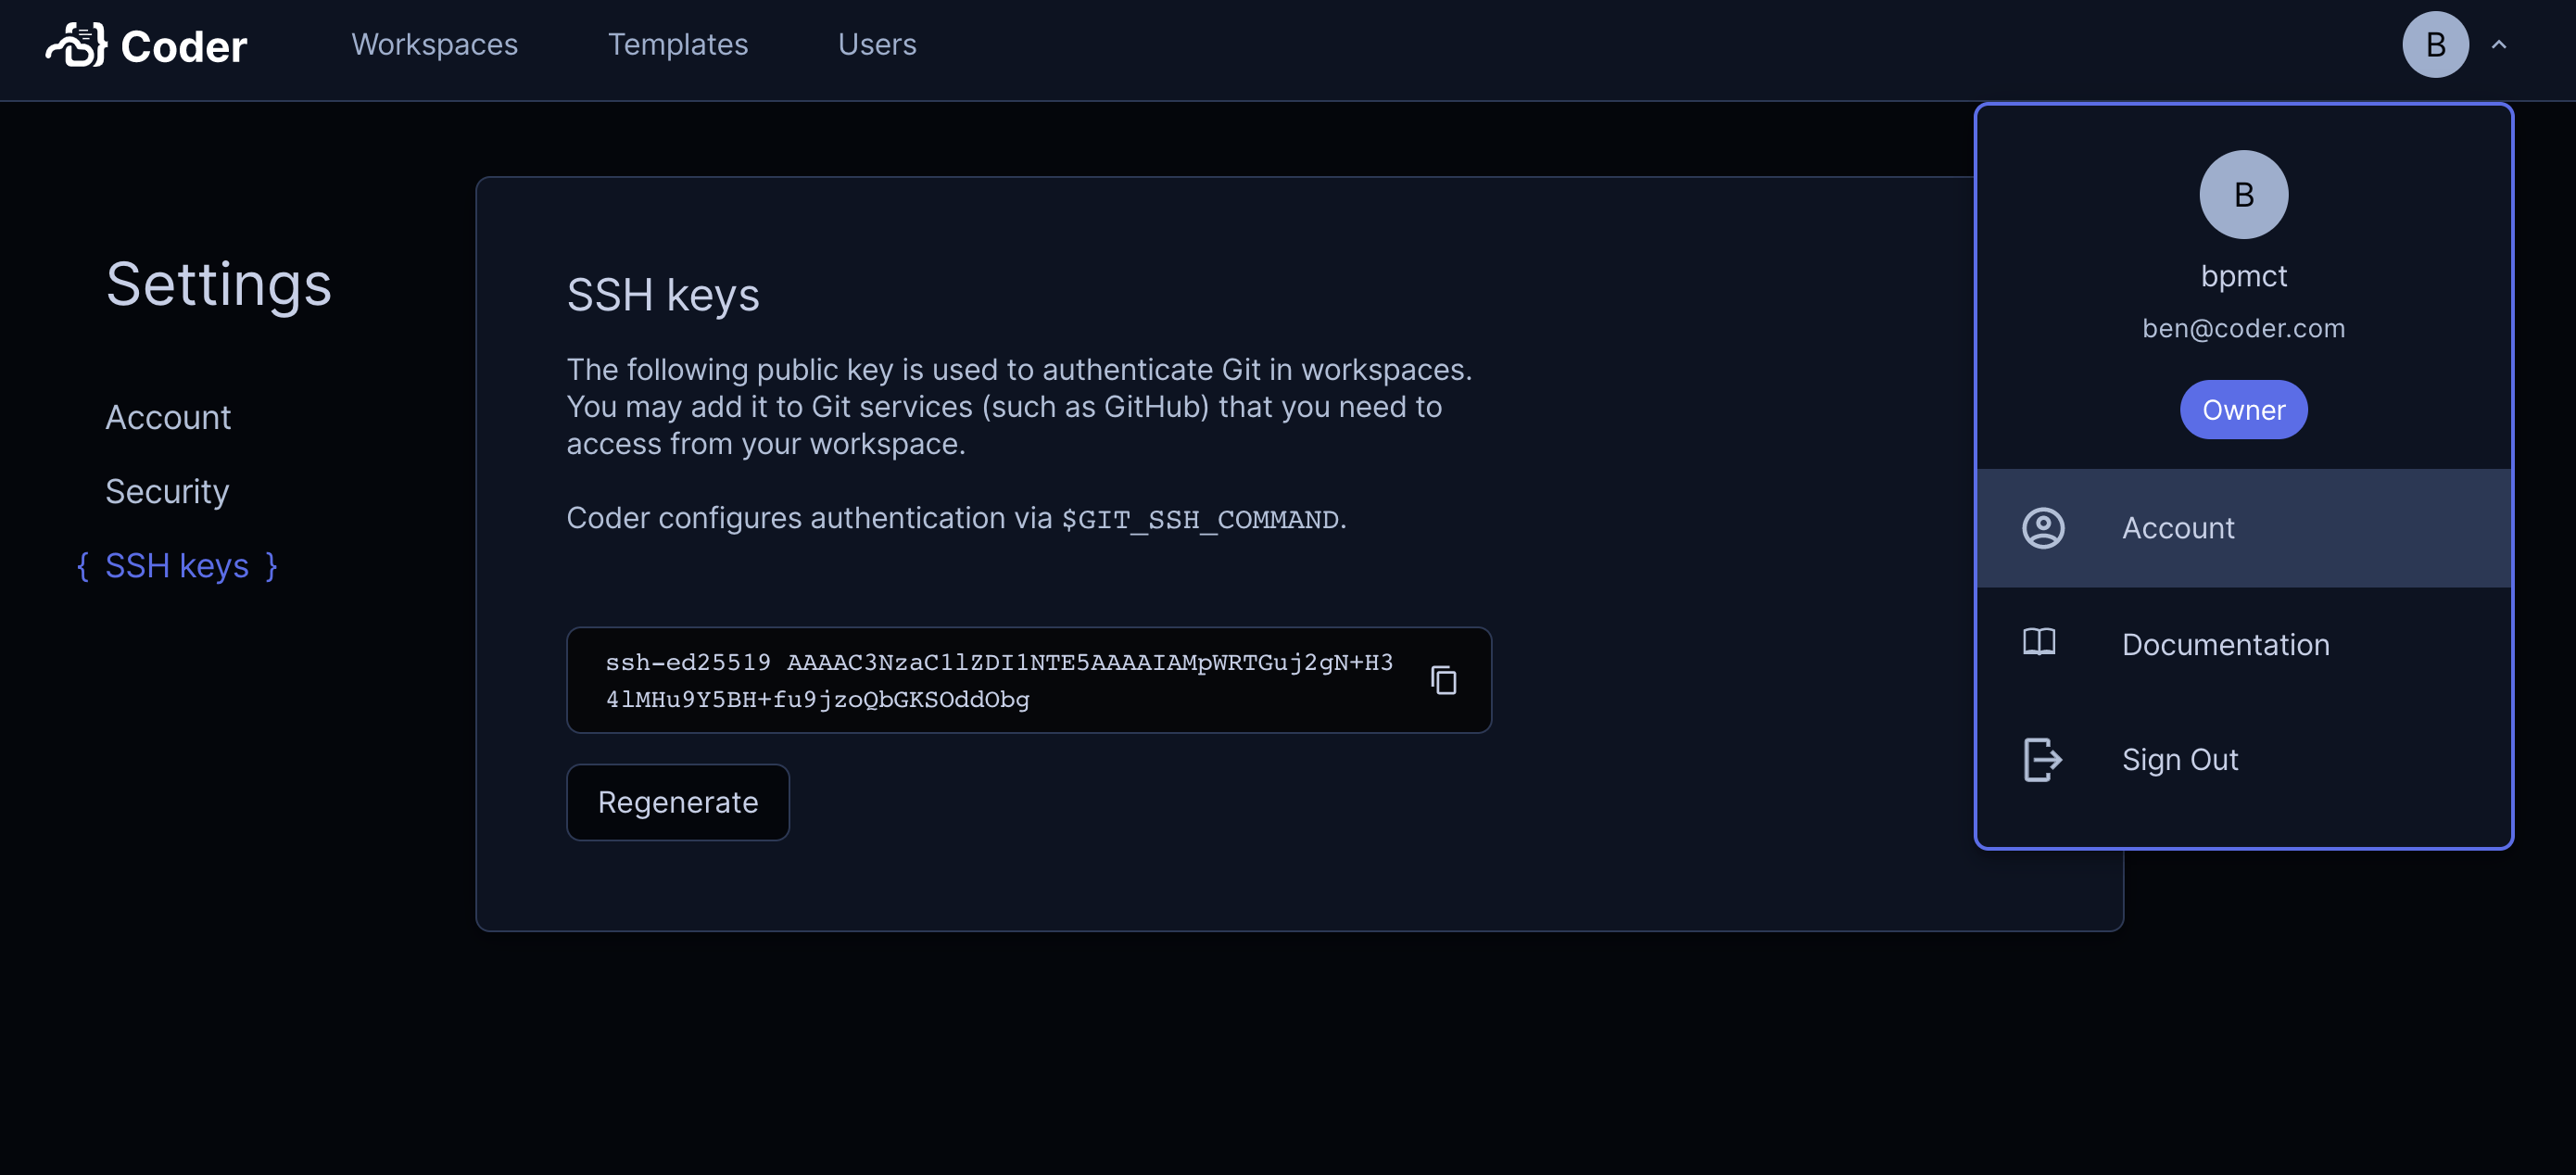 Coder
Workspaces
Templates
Users
B
Settings
Account
Security
{ SSH keys }
SSH keys
The following public key is used to authenticate Git in workspaces.
You may add it to Git services (such as GitHub) that you need to
access from your workspace.
Coder configures authentication via $GIT_SSH_COMMAND.
ssh-ed25519 AAAAC3NzaC1lZDI1NTE5AAAAIAMpWRTGuj2gN+H3
4lMHu9Y5BH+fu9jzoQbGKSOddObg
Regenerate
B
bpmct
ben@coder.com
Owner
Account
Documentation
Sign Out